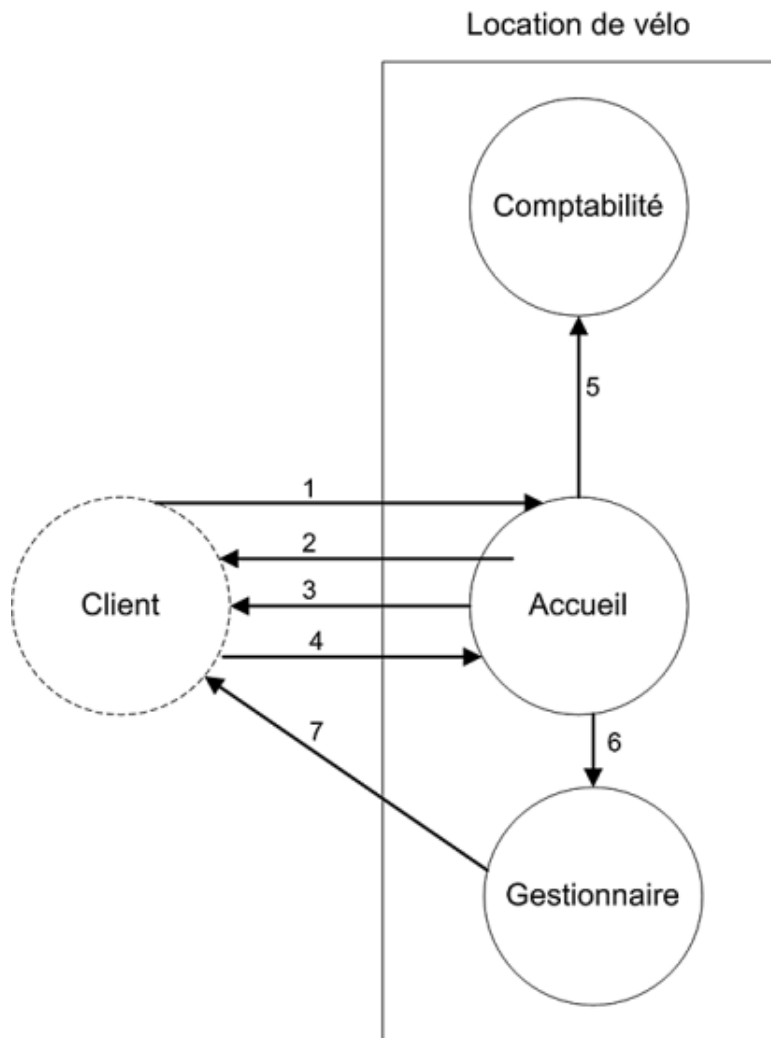 Location de vélo
Comptabilité
5
1
2
Client
3
Accueil
4
7
6
Gestionnaire